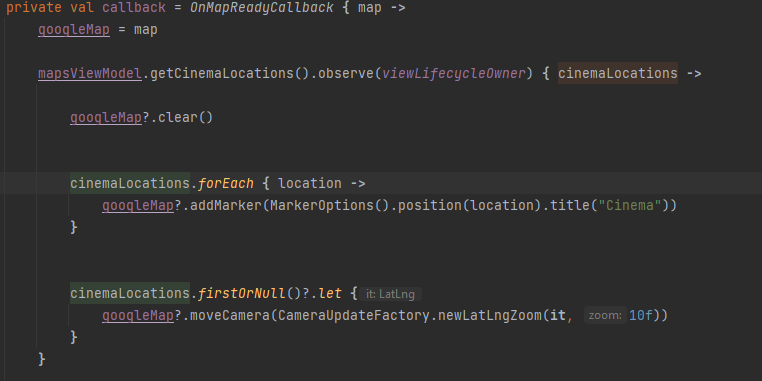 private val callback = OnMapReadyCallback { map ->
googleMap = map
mapsViewModel.getCinemaLocations().observe(viewLifecycleOwner) { cinemaLocations ->
googleMap?.clear()
cinemaLocations.forEach { location ->
googleMap?.addMarker(MarkerOptions().position(location).title("Cinema"))
}
cinemaLocations.firstOrNull()?.let { it: LatLng
googleMap?.moveCamera(CameraUpdateFactory.newLatLngZoom(it, zoom: 10f))
}
}